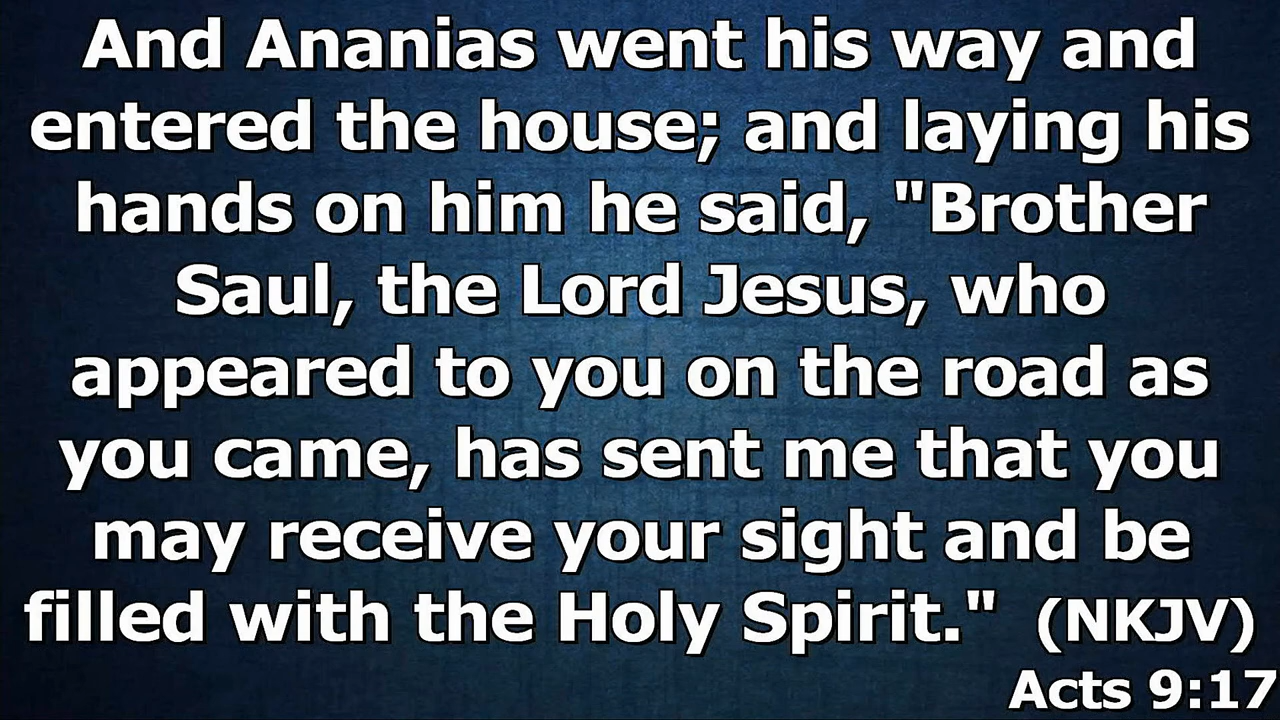 And Ananias went his way and
entered the house; and laying his
hands on him he said, "Brother
Saul, the Lord Jesus, who
appeared to you on the road as
you came, has sent me that you
may receive your sight and be
filled with the Holy Spirit." (NKJV)
Acts 9:17